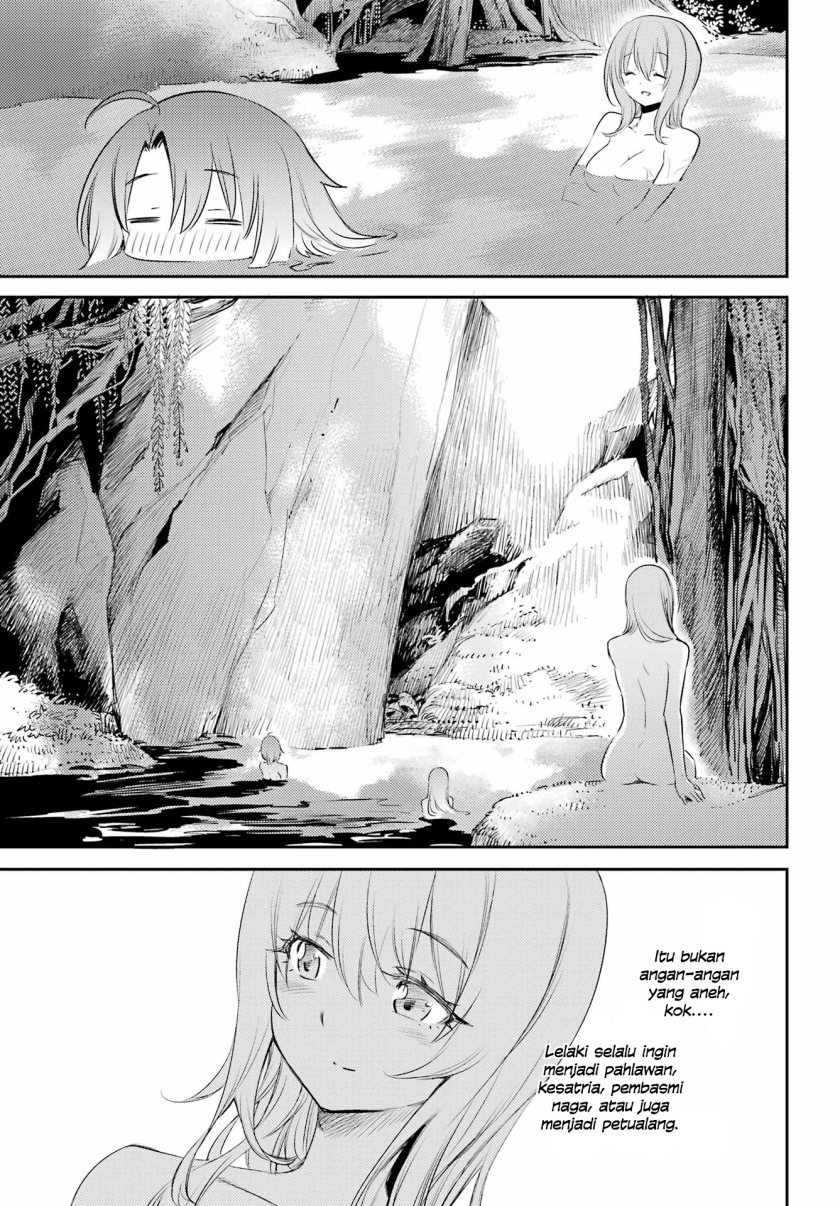 Itu bukan
angan-angan
yang aneh,
kok....
Lelaki selalu ingin
menjadi pahlawan,
kesatria, pembasmi
naga, atau juga
menjadi petualang.